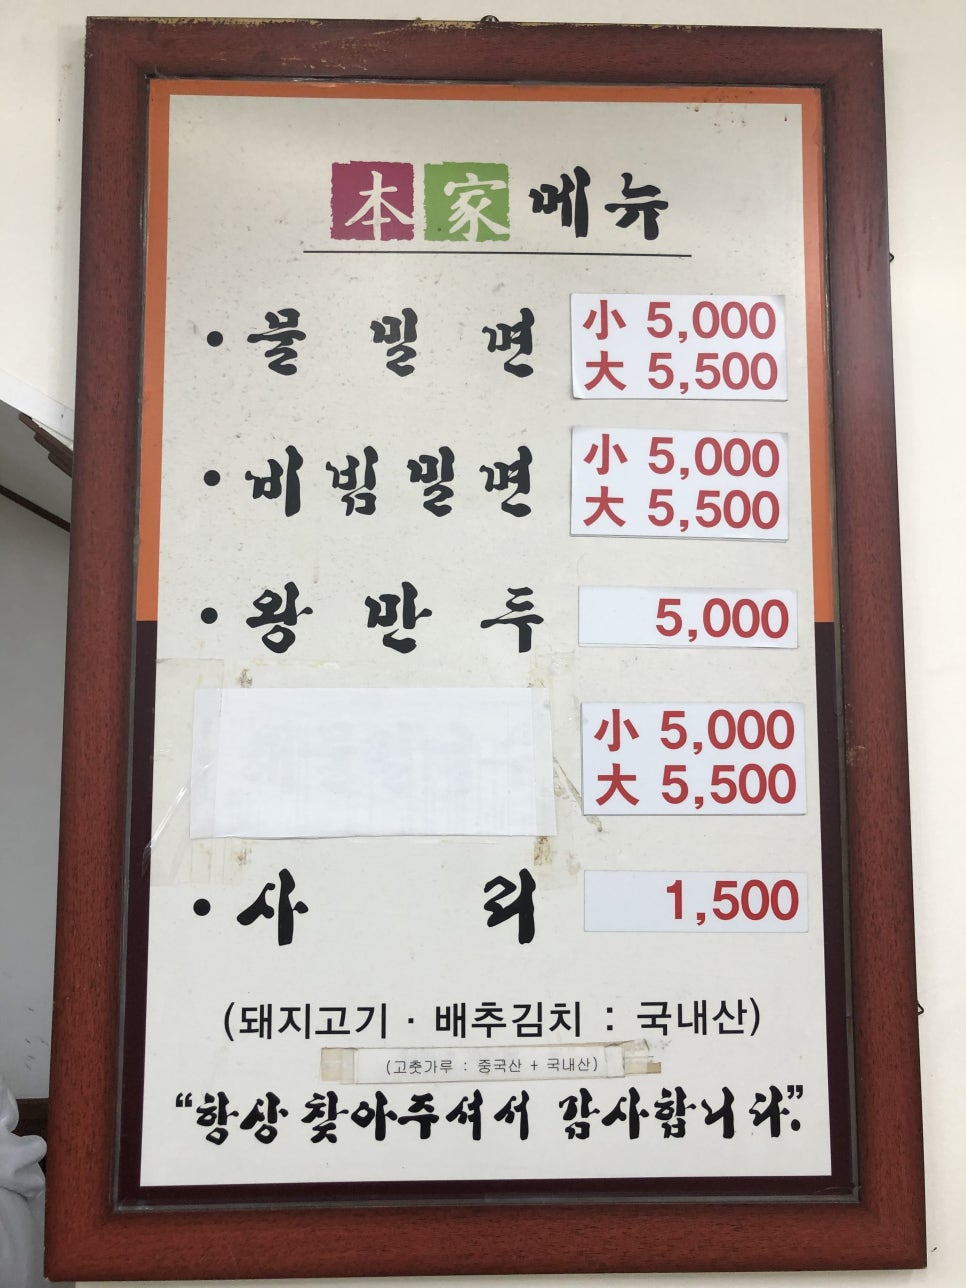 本家 메뉴
• 물밀면 小 5,000
大 5,500
• 비빔밀면 小 5,000
大 5,500
• 왕만두 5,000
小 5,000
大 5,500
• 사리 1,500
(돼지고기 · 배추김치 : 국내산)
(고춧가루 : 중국산 + 국내산)
“항상 찾아주셔서 감사합니다.”